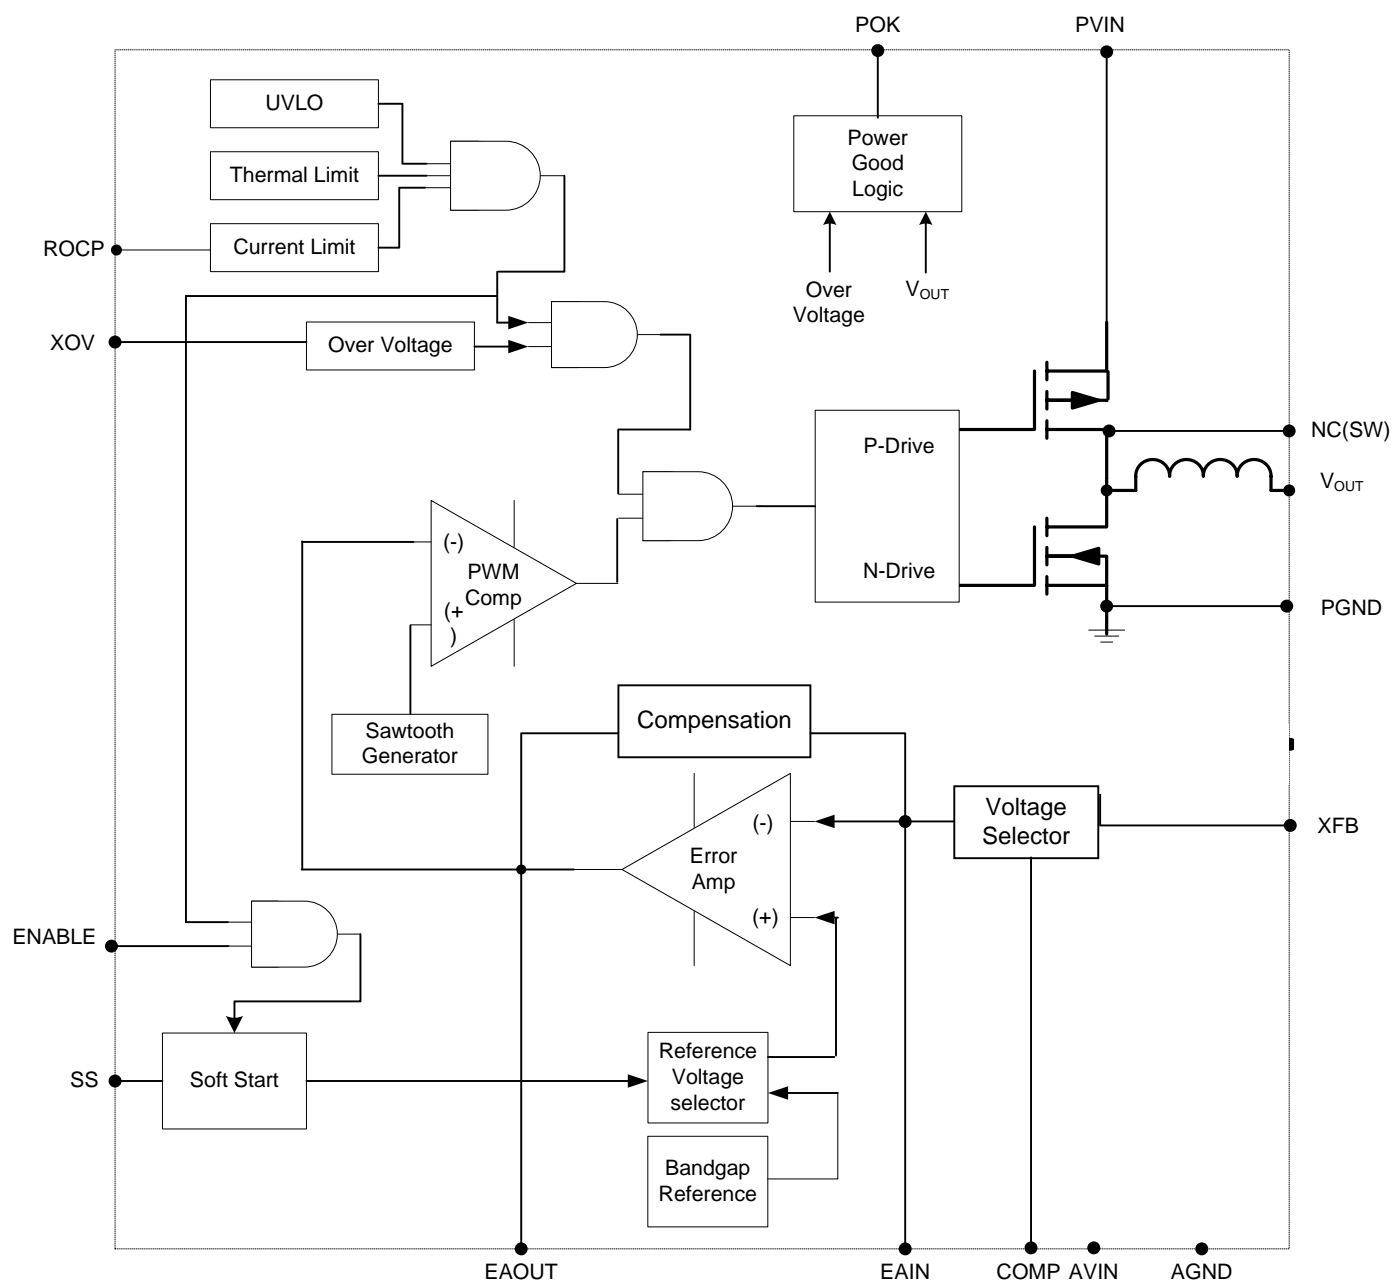 POK
PVIN
UVLO
Thermal Limit
Current Limit
ROCP
Power
Good
Logic
Over
Voltage
VOUT
XOV
Over Voltage
P-Drive
N-Drive
NC(SW)
VOUT
PGND
(-)
PWM
Comp
(+
)
Sawtooth
Generator
Compensation
Voltage
Selector
XFB
(-)
Error
Amp
(+)
ENABLE
SS
Soft Start
Reference
Voltage
selector
Bandgap
Reference
EAOUT
EAIN
COMP
AVIN
AGND